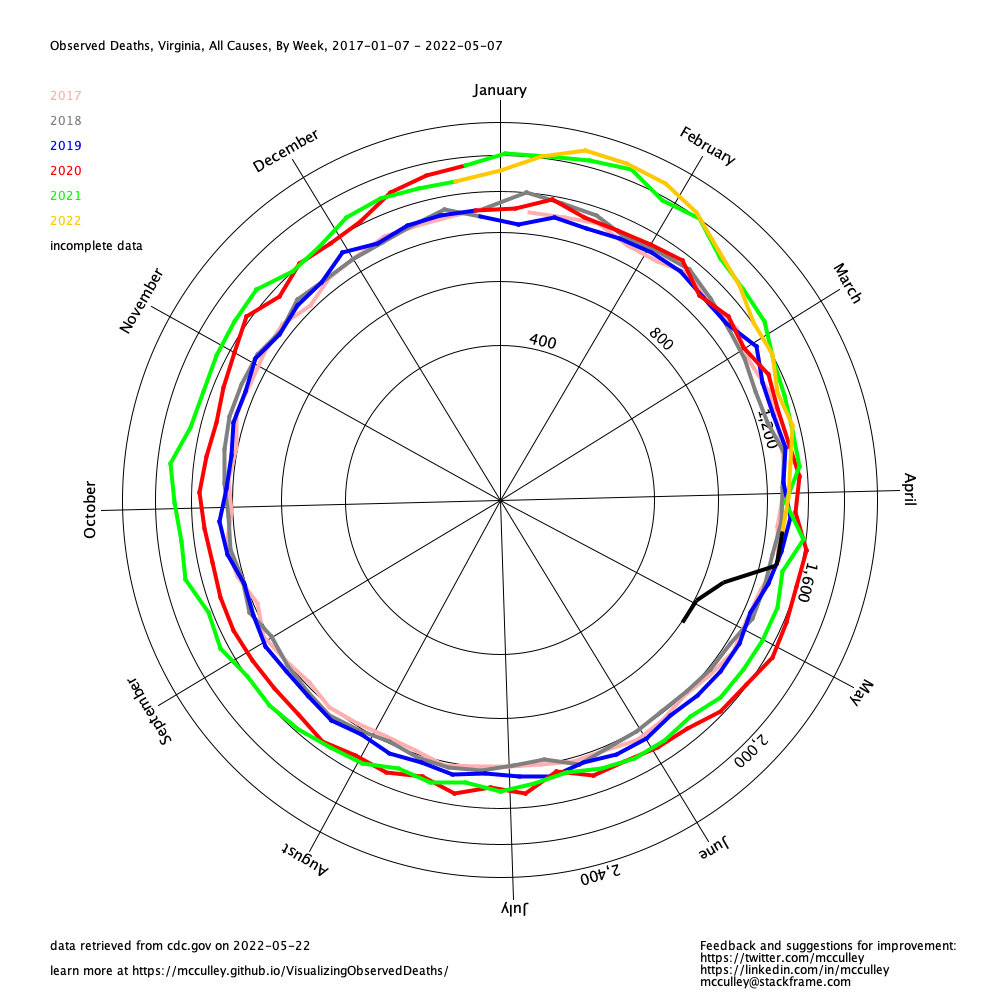 Observed Deaths, Virginia, All Causes, By Week, 2017-01-07 - 2022-05-07
January
2017
2018
2019
2020
2021
2022
incomplete data
December
February
November
March
400
800
1,200
October
April
1,600
September
May
2,000
August
June
2,400
July
data retrieved from cdc.gov on 2022-05-22
learn more at https://mcculley.github.io/VisualizingObservedDeaths/
Feedback and suggestions for improvement:
https://twitter.com/mcculley
https://linkedin.com/in/mcculley
mcculley@stackframe.com